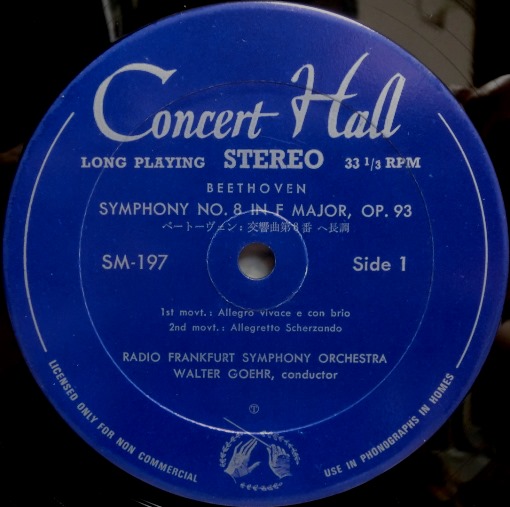 Concert Hall
LONG PLAYING STEREO 33 1/3 RPM
BEETHOVEN
SYMPHONY NO. 8 IN F MAJOR, OP. 93
ベートーヴェン：交響曲第8番 ヘ長調
SM-197 Side 1
1st movt.: Allegro vivace e con brio
2nd movt.: Allegretto Scherzando
RADIO FRANKFURT SYMPHONY ORCHESTRA
WALTER GOEHR, conductor
LICENSED ONLY FOR NON COMMERCIAL
USE IN PHONOGRAPHS IN HOMES